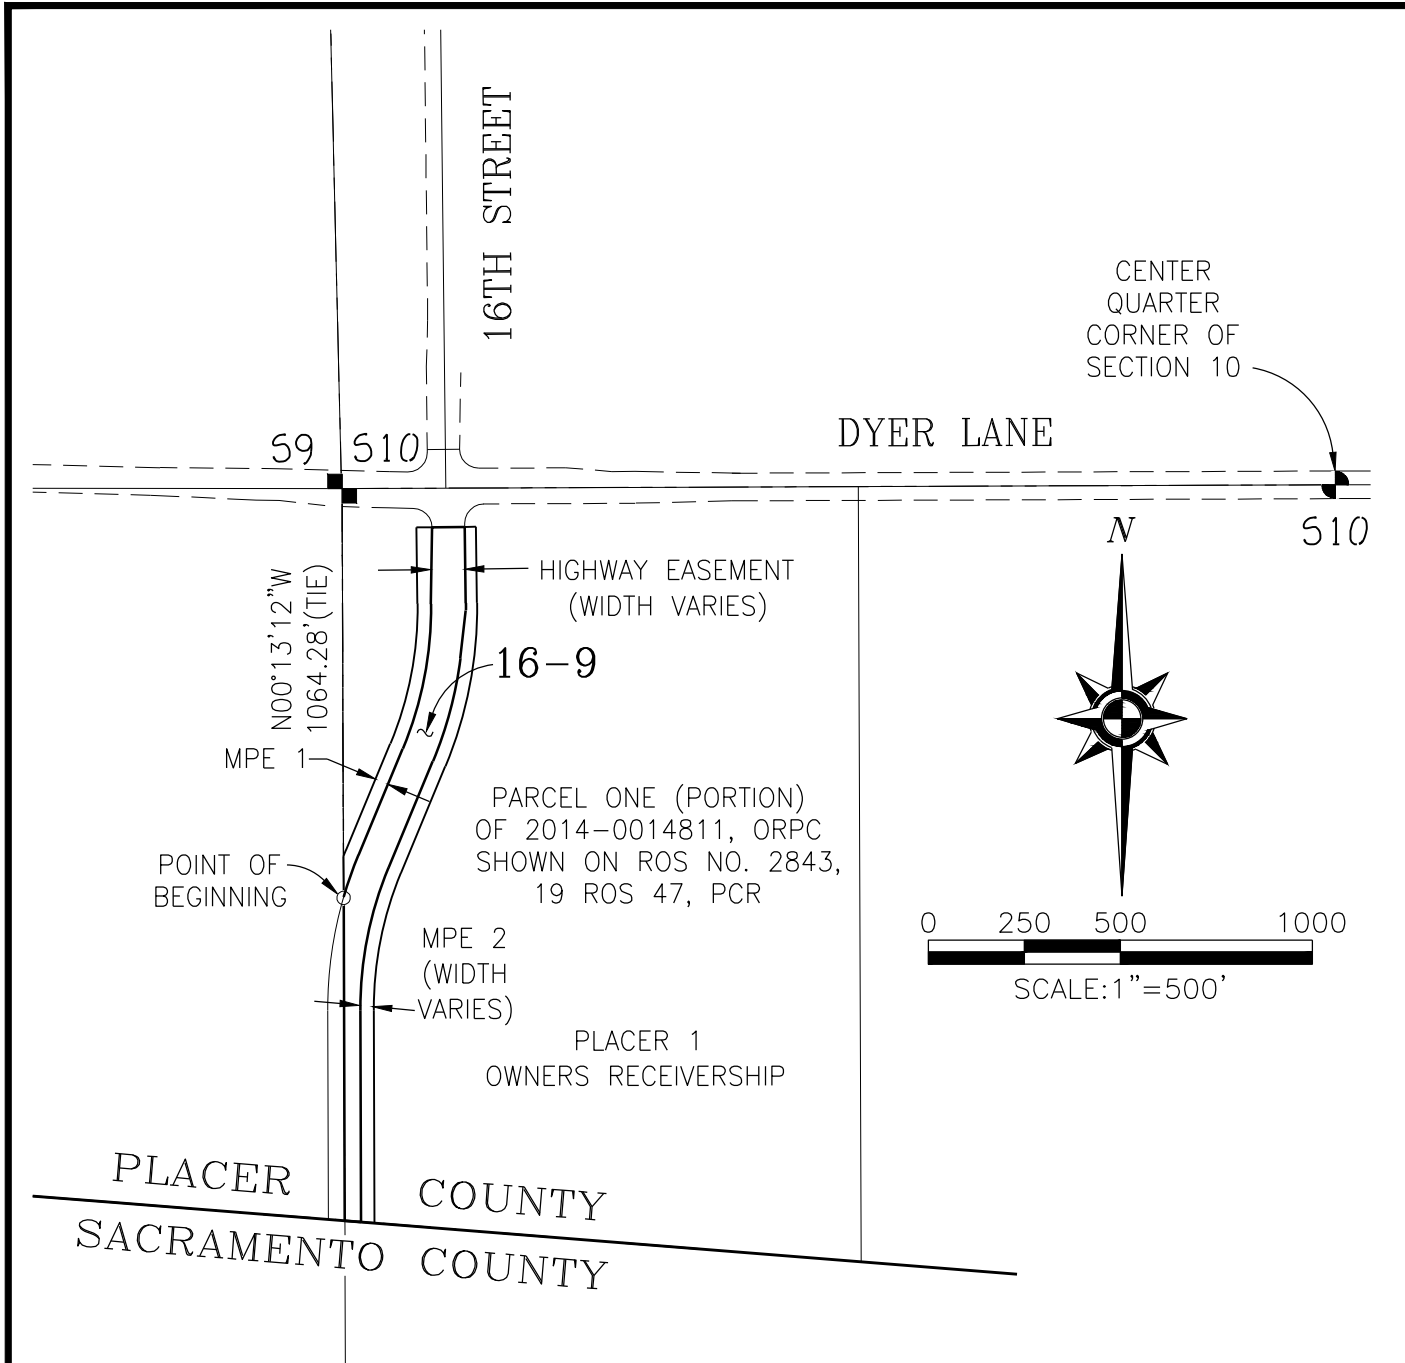 16TH STREET
CENTER
QUARTER
CORNER OF
SECTION 10
DYER LANE
S9
S10
S10
N
HIGHWAY EASEMENT
(WIDTH VARIES)
N00°13'12"W
1064.28'(TIE)
16-9
MPE 1
PARCEL ONE (PORTION)
OF 2014-0014811, ORPC
SHOWN ON ROS NO. 2843,
19 ROS 47, PCR
POINT OF
BEGINNING
MPE 2
(WIDTH
VARIES)
0 250 500 1000
SCALE:1"=500'
PLACER 1
OWNERS RECEIVERSHIP
PLACER COUNTY
SACRAMENTO COUNTY